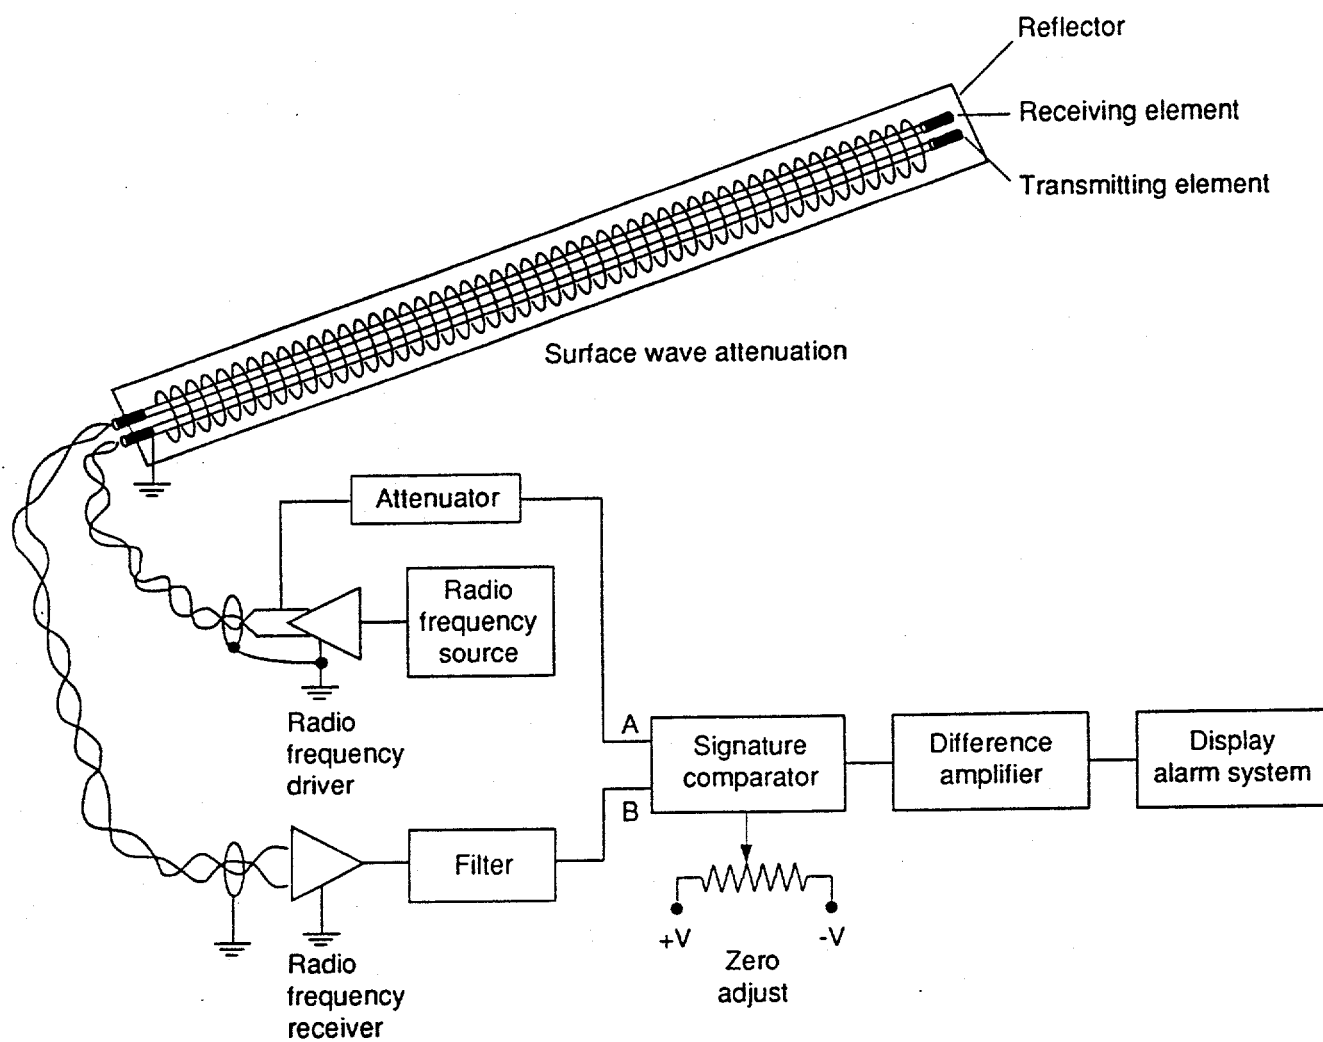 Reflector
Receiving element
Transmitting element
Surface wave attenuation
Attenuator
Radio
frequency
source
Radio
frequency
driver
A
B
Signature
comparator
Difference
amplifier
Display
alarm system
Filter
+V
-V
Zero
adjust
Radio
frequency
receiver